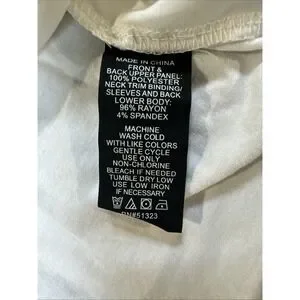 MADE IN CHINA
FRONT &
BACK UPPER PANEL:
100% POLYESTER
NECK TRIM BINDING/
SLEEVES AND BACK
LOWER BODY:
96% RAYON
4% SPANDEX
MACHINE
WASH COLD
WITH LIKE COLORS
GENTLE CYCLE
USE ONLY
NON-CHLORINE
BLEACH IF NEEDED
TUMBLE DRY LOW
USE LOW IRON
IF NECESSARY
RN#51323